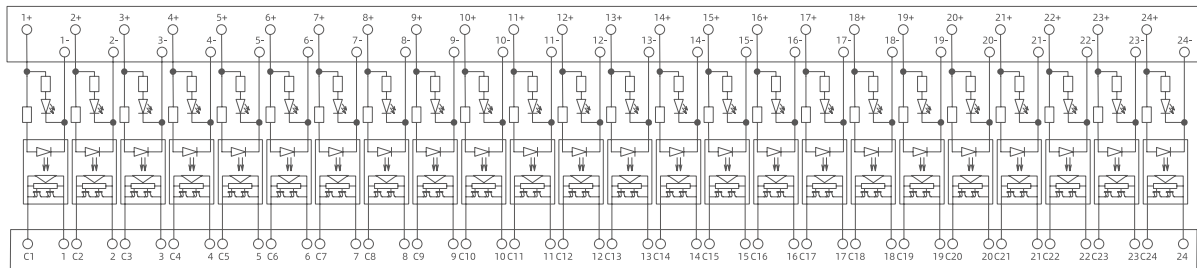 1+ 2+ 3+ 4+ 5+ 6+ 7+ 8+ 9+ 10+ 11+ 12+ 13+ 14+ 15+ 16+ 17+ 18+ 19+ 20+ 21+ 22+ 23+ 24+
1- 2- 3- 4- 5- 6- 7- 8- 9- 10- 11- 12- 13- 14- 15- 16- 17- 18- 19- 20- 21- 22- 23- 24-
C1 1 C2 2 C3 3 C4 4 C5 5 C6 6 C7 7 C8 8 C9 9 C10 10 C11 11 C12 12 C13 13 C14 14 C15 15 C16 16 C17 17 C18 18 C19 19 C20 20 C21 21 C22 22 C23 23 C24 24